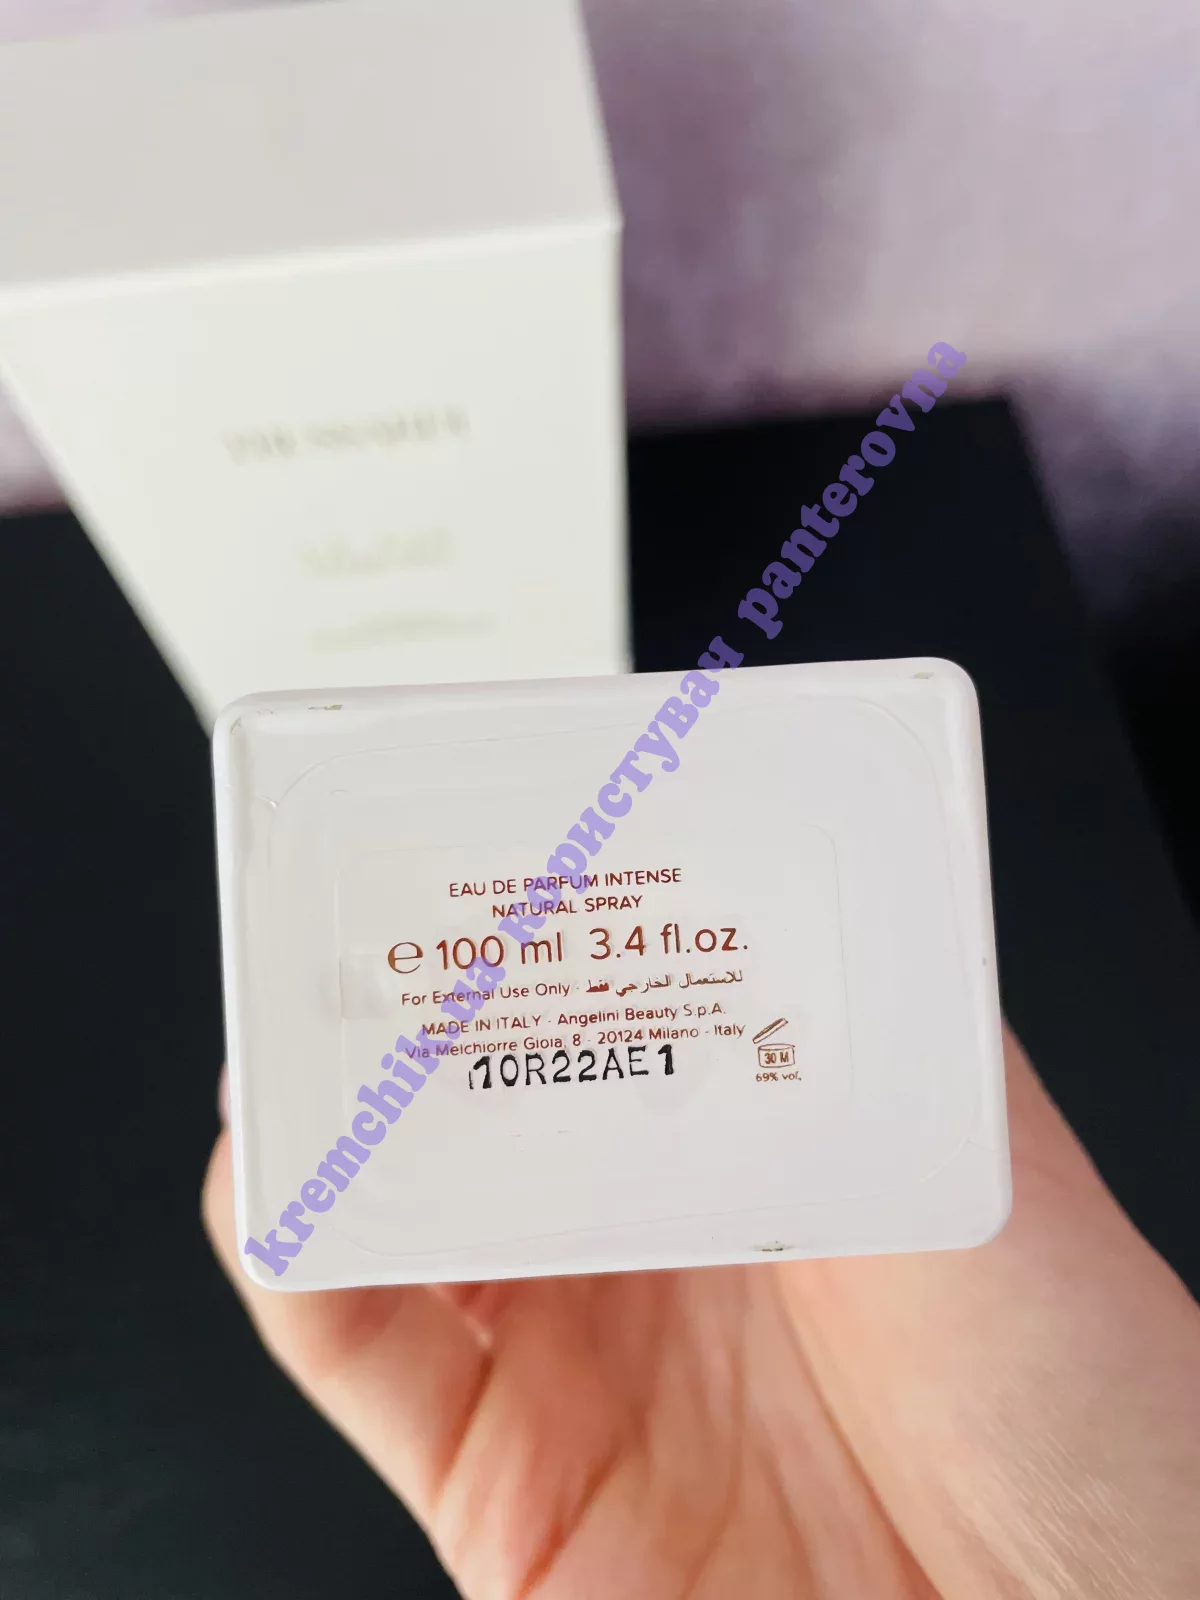 EAU DE PARFUM INTENSE
NATURAL SPRAY
℮ 100 ml 3.4 fl.oz.
For External Use Only - للاستعمال الخارجي فقط
MADE IN ITALY - Angelini Beauty S.p.A.
Via Melchiorre Gioia, 8 - 20124 Milano - Italy
10R22AE1
30 M
69% vol.
kremchik.ua користувач panterovna